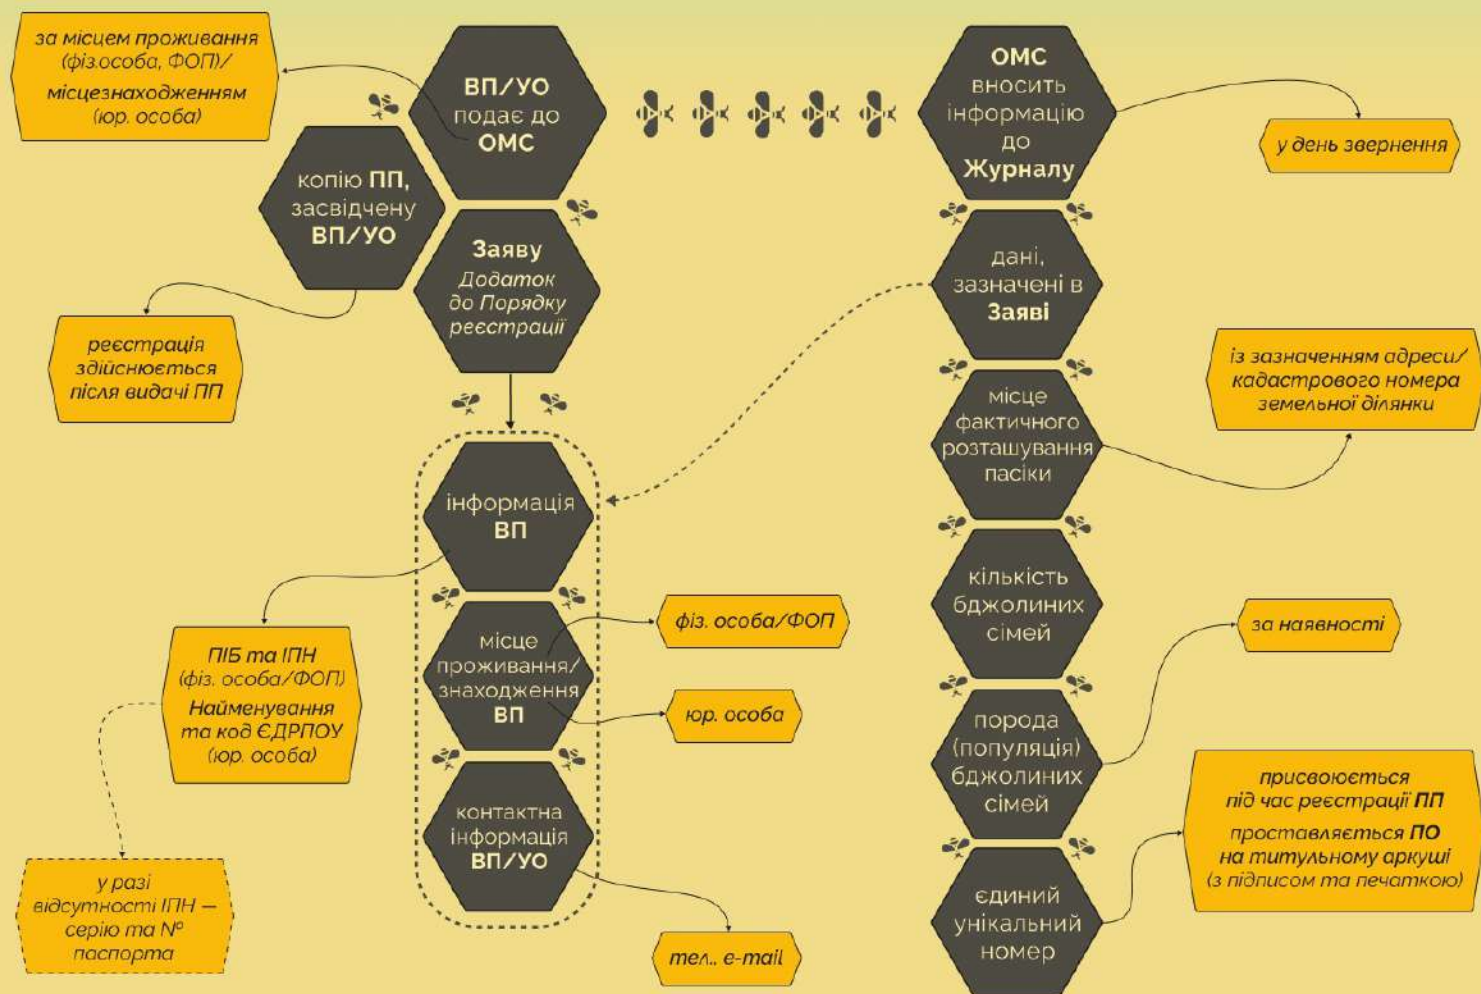 за місцем проживання
(фіз.особа, ФОП)/
місцезнаходженням
(юр. особа)
ВП/УО
подає до
ОМС
копію ПП,
засвідчену
ВП/УО
Заяву
Додаток
до Порядку
реєстрації
реєстрація
здійснюється
після видачі ПП
інформація
ВП
ПІБ та ІПН
(фіз. особа/ФОП)
Найменування
та код ЄДРПОУ
(юр. особа)
у разі
відсутності ІПН —
серію та №
паспорта
місце
проживання/
знаходження
ВП
фіз. особа/ФОП
юр. особа
контактна
інформація
ВП/УО
тел., e-mail
ОМС
вносить
інформацію
до
Журналу
у день звернення
дані,
зазначені в
Заяві
місце
фактичного
розташування
пасіки
із зазначенням адреси/
кадастрового номера
земельної ділянки
кількість
бджолиних
сімей
порода
(популяція)
бджолиних
сімей
за наявності
єдиний
унікальний
номер
присвоюється
під час реєстрації ПП
проставляється ПО
на титульному аркуші
(з підписом та печаткою)